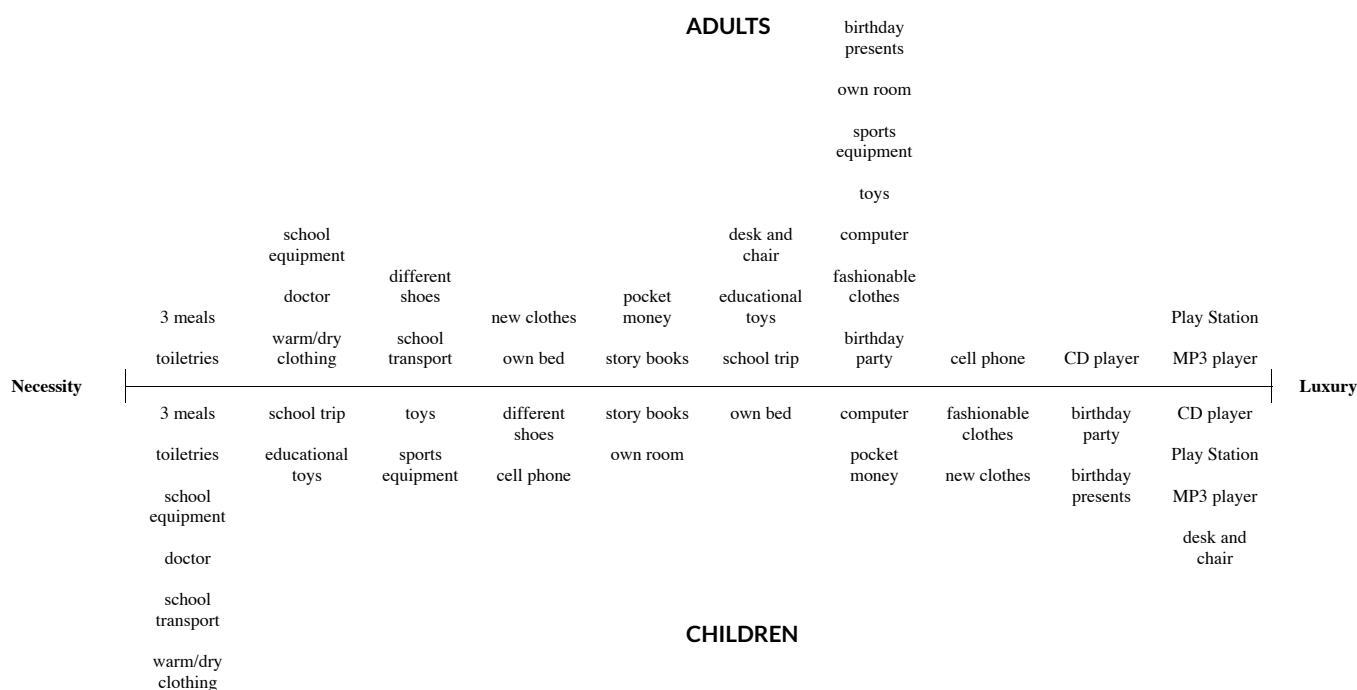 ADULTS
birthday
presents
own room
sports
equipment
toys
school
equipment
desk and
chair
computer
different
shoes
fashionable
clothes
doctor
pocket
money
educational
toys
3 meals
new clothes
Play Station
warm/dry
clothing
school
transport
birthday
party
toiletries
own bed
story books
school trip
cell phone
CD player
MP3 player
Necessity
Luxury
3 meals
school trip
toys
different
shoes
story books
own bed
computer
fashionable
clothes
birthday
party
CD player
toiletries
educational
toys
sports
equipment
cell phone
own room
pocket
money
new clothes
birthday
presents
Play Station
school
equipment
MP3 player
doctor
desk and
chair
school
transport
CHILDREN
warm/dry
clothing